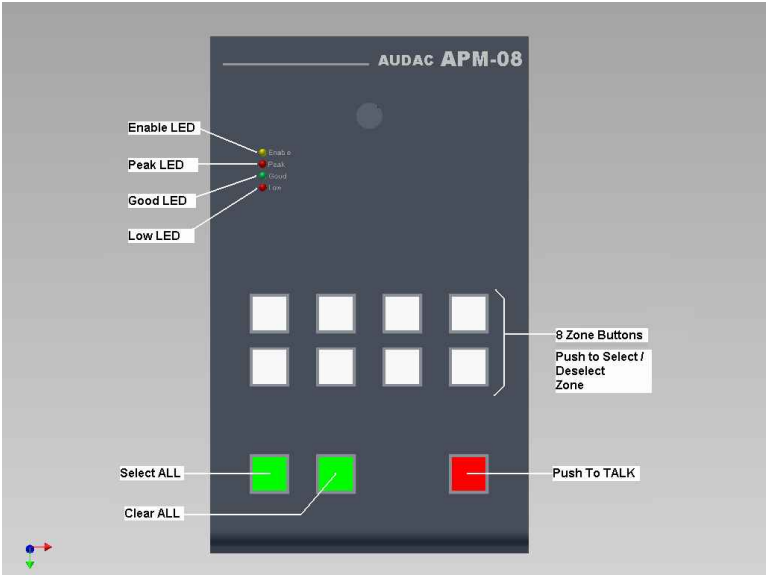 AUDAC APM-08
Enable LED
Enable
Peak LED
Peak
Good LED
Good
Low LED
Low
8 Zone Buttons
Push to Select /
Deselect
Zone
Select ALL
Push To TALK
Clear ALL